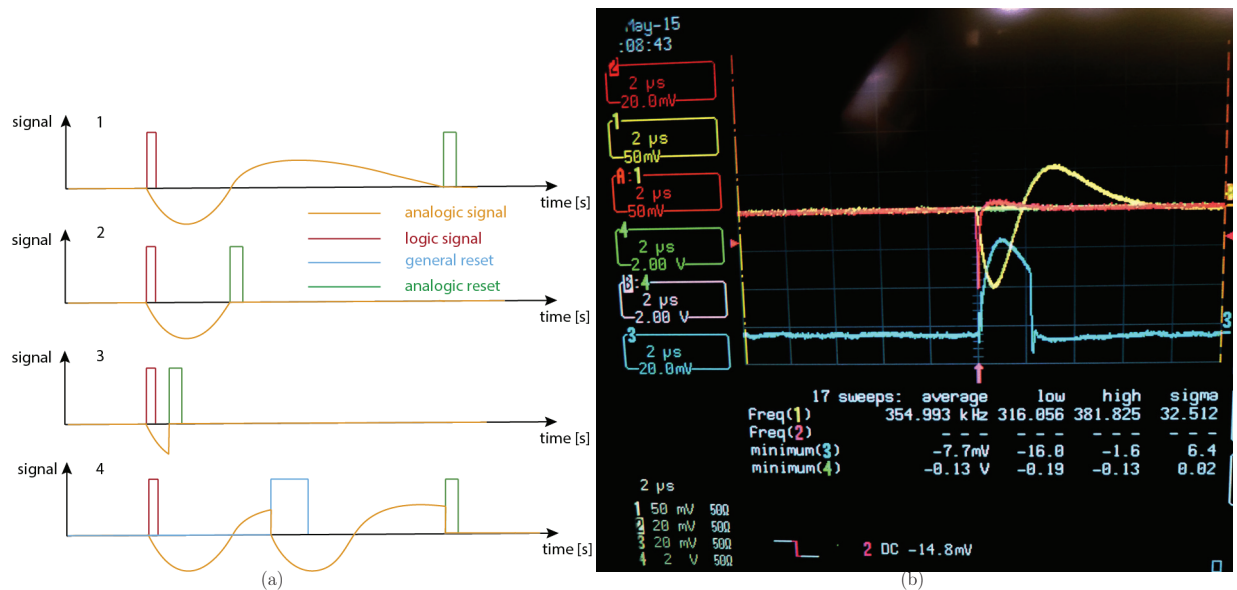 signal 1
time [s]
analogic signal
logic signal
general reset
analogic reset
signal 2
time [s]
signal 3
time [s]
signal 4
time [s]
(a)
May-15
:08:43
2
2 µs
20.0mV
1
2 µs
50mV
A:1
2 µs
50mV
4
2 µs
2.00 V
B:4
2 µs
2.00 V
3
2 µs
20.0mV
3
1
17 sweeps: average low high sigma
freq(1) 354.993 kHz 316.056 381.825 32.512
freq(2) - - - - - - - - - - - -
minimum(3) -7.7mV -16.0 -1.6 6.4
minimum(4) -0.13 V -0.19 -0.13 0.02
2 µs
1 50 mV 50Ω
2 20 mV 50Ω
3 20 mV 50Ω
4 2 V 50Ω
2 DC -14.8mV
(b)